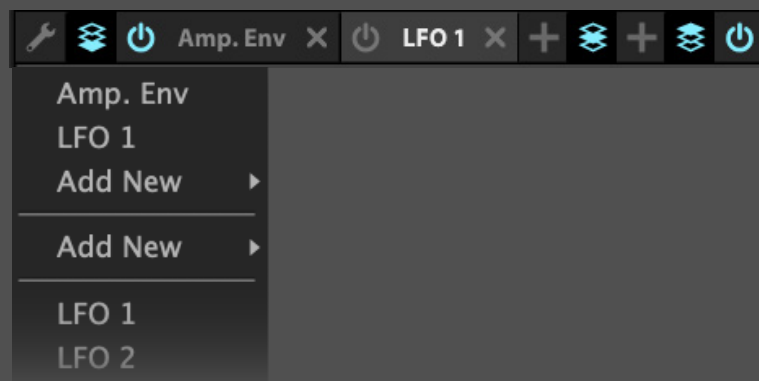 Amp. Env LFO 1
Amp. Env
LFO 1
Add New
Add New
LFO 1
LFO 2